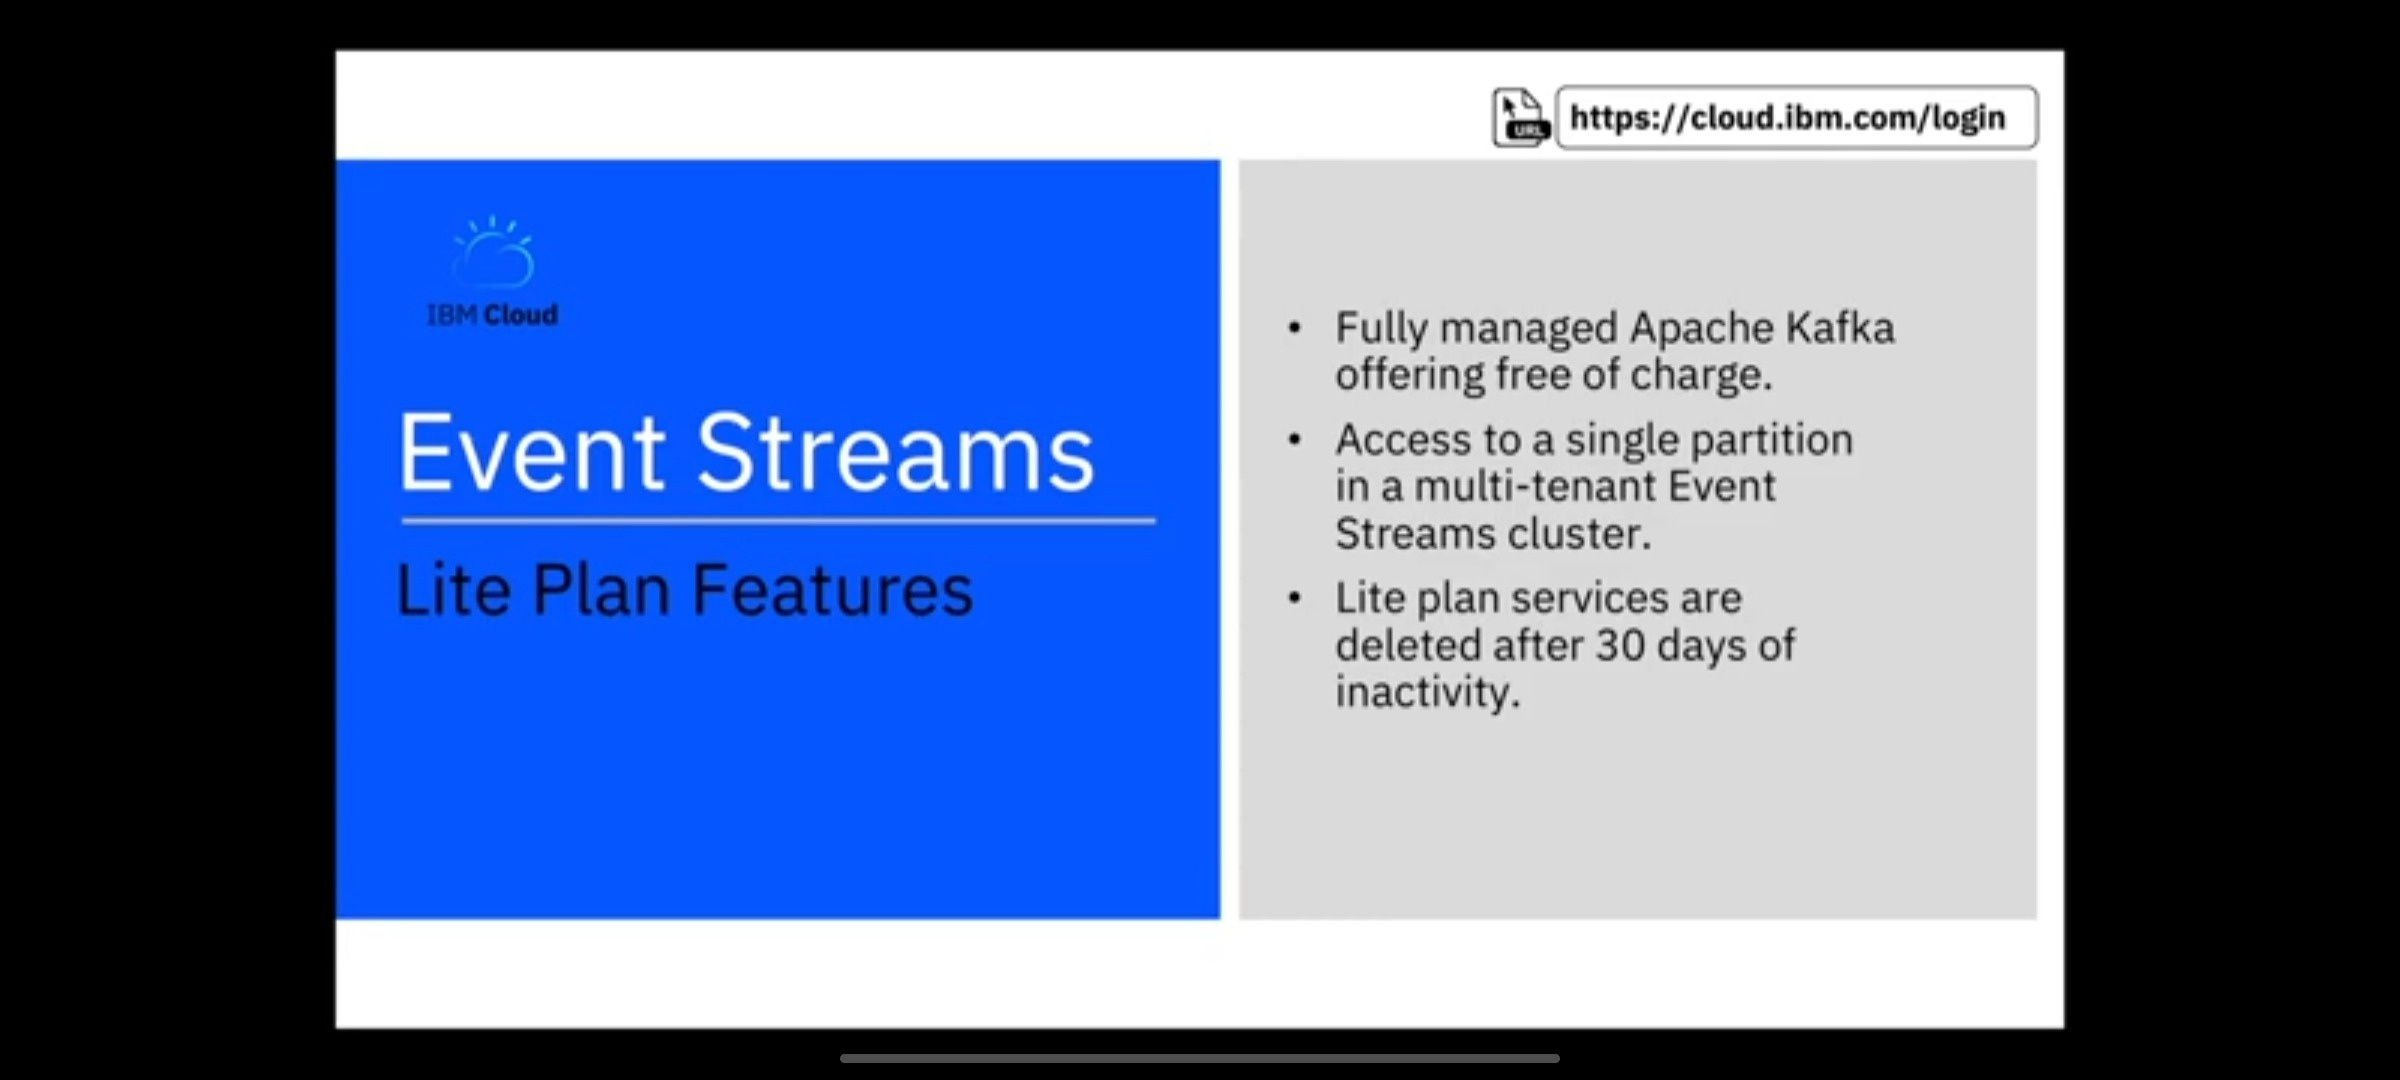 URL
https://cloud.ibm.com/login
IBM Cloud
Event Streams
Lite Plan Features
• Fully managed Apache Kafka
offering free of charge.
• Access to a single partition
in a multi-tenant Event
Streams cluster.
• Lite plan services are
deleted after 30 days of
inactivity.